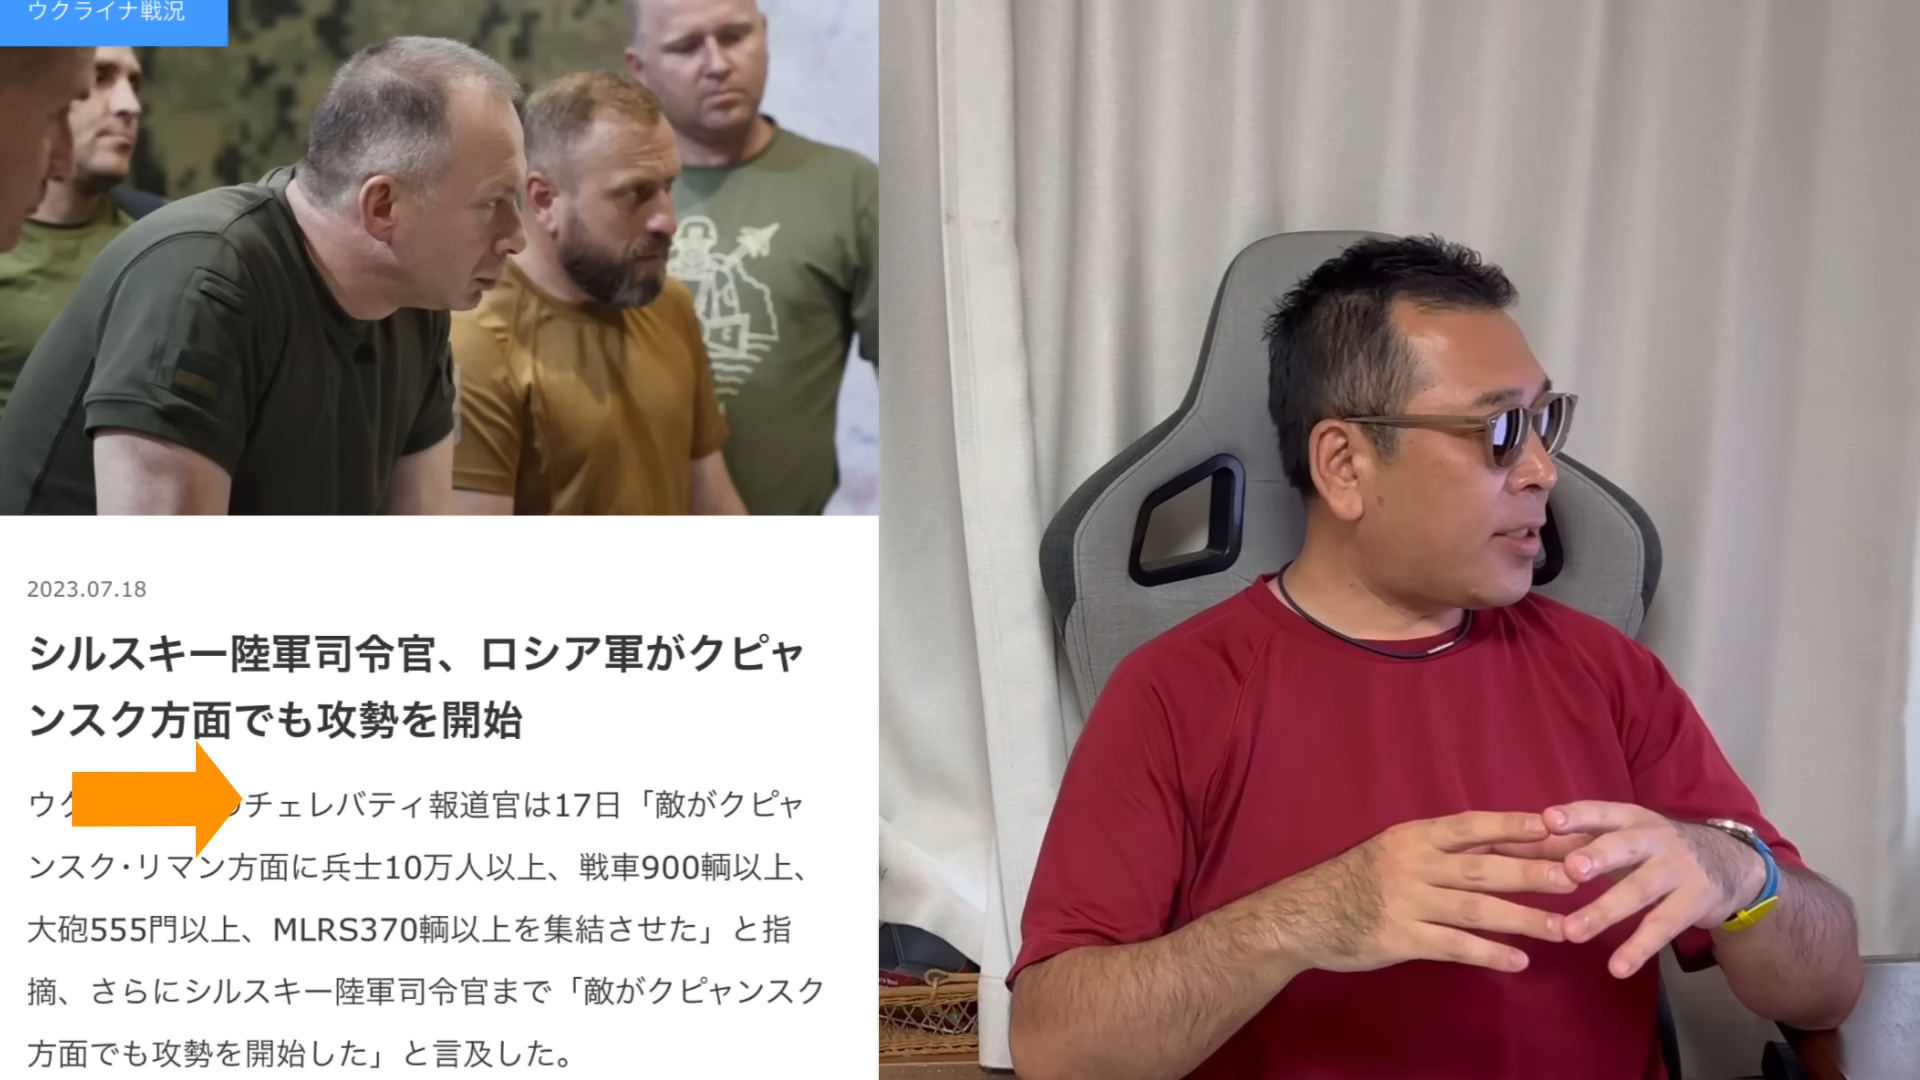 ウクライナ戦況
2023.07.18
シルスキー陸軍司令官、ロシア軍がクピャ
ンスク方面でも攻勢を開始
ウク チェレバティ報道官は17日「敵がクピャ
ンスク・リマン方面に兵士10万人以上、戦車900輌以上、
大砲555門以上、MLRS370輌以上を集結させた」と指
摘、さらにシルスキー陸軍司令官まで「敵がクピャンスク
方面でも攻勢を開始した」と言及した。